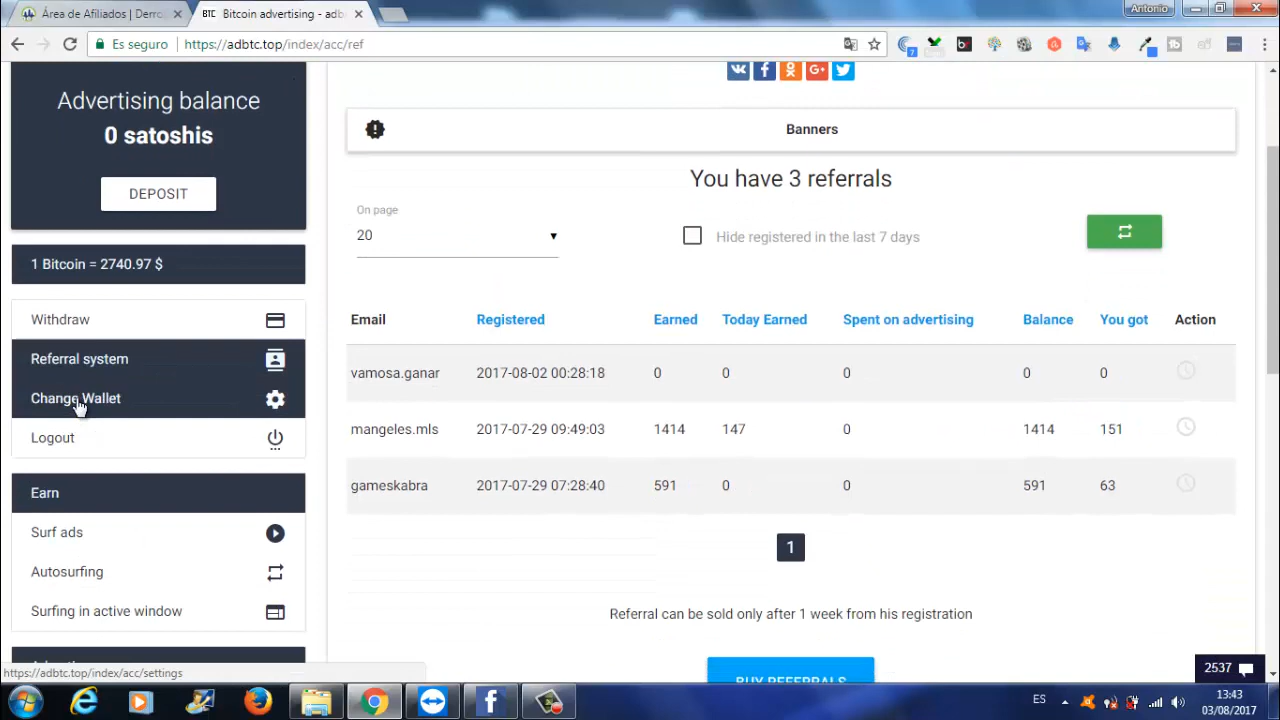 Área de Afiliados | Derro
BTC Bitcoin advertising - adb
Antonio
Es seguro https://adbtc.top/index/acc/ref
7
Advertising balance
0 satoshis
DEPOSIT
1 Bitcoin = 2740.97 $
Withdraw
Referral system
Change Wallet
Logout
Earn
Surf ads
Autosurfing
Surfing in active window
https://adbtc.top/index/acc/settings
Banners
You have 3 referrals
On page
20
Hide registered in the last 7 days
Email Registered Earned Today Earned Spent on advertising Balance You got Action
vamosa.ganar 2017-08-02 00:28:18 0 0 0 0 0
mangeles.mls 2017-07-29 09:49:03 1414 147 0 1414 151
gameskabra 2017-07-29 07:28:40 591 0 0 591 63
1
Referral can be sold only after 1 week from his registration
BUY REFERRALS
2537
ES
13:43
03/08/2017